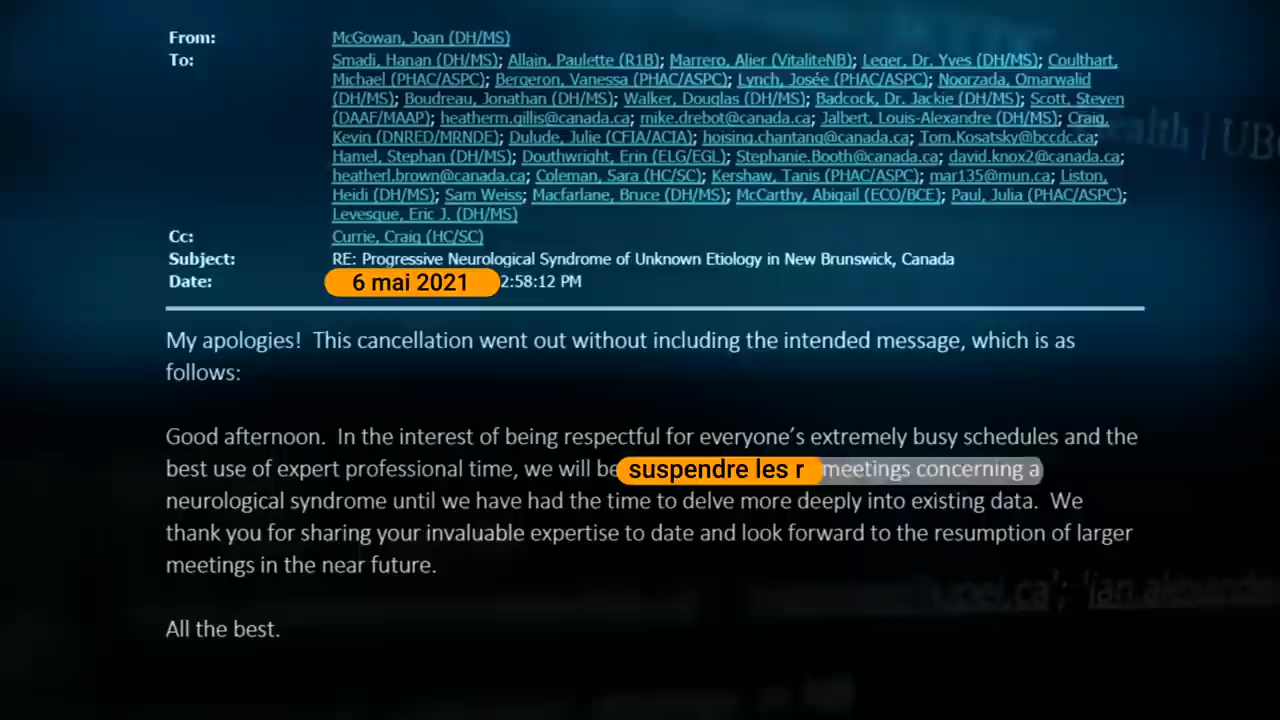 From: McGowan, Joan (DH/MS)
To: Smadi, Hanan (DH/MS); Allain, Paulette (R1B); Marrero, Alier (VitaliteNB); Leger, Dr. Yves (DH/MS); Coulthart,
Michael (PHAC/ASPC); Bergeron, Vanessa (PHAC/ASPC); Lynch, Josée (PHAC/ASPC); Noorzada, Omarwalid
(DH/MS); Boudreau, Jonathan (DH/MS); Walker, Douglas (DH/MS); Badcock, Dr. Jackie (DH/MS); Scott, Steven
(DAAF/MAAP); heatherm.gillis@canada.ca; mike.drebot@canada.ca; Jalbert, Louis-Alexandre (DH/MS); Craig,
Kevin (DNRED/MRNDE); Dulude, Julie (CFIA/ACIA); hoising.chantang@canada.ca; Tom.Kosatsky@bccdc.ca;
Hamel, Stephan (DH/MS); Douthwright, Erin (ELG/EGL); Stephanie.Booth@canada.ca; david.knox2@canada.ca;
heatherl.brown@canada.ca; Coleman, Sara (HC/SC); Kershaw, Tanis (PHAC/ASPC); mar135@mun.ca; Liston,
Heidi (DH/MS); Sam Weiss; Macfarlane, Bruce (DH/MS); McCarthy, Abigail (ECO/BCE); Paul, Julia (PHAC/ASPC);
Levesque, Eric J. (DH/MS)
Cc: Currie, Craig (HC/SC)
Subject: RE: Progressive Neurological Syndrome of Unknown Etiology in New Brunswick, Canada
Date: 6 mai 2021 2:58:12 PM
My apologies! This cancellation went out without including the intended message, which is as
follows:
Good afternoon. In the interest of being respectful for everyone's extremely busy schedules and the
best use of expert professional time, we will be suspendre les r meetings concerning a
neurological syndrome until we have had the time to delve more deeply into existing data. We
thank you for sharing your invaluable expertise to date and look forward to the resumption of larger
meetings in the near future.
All the best.